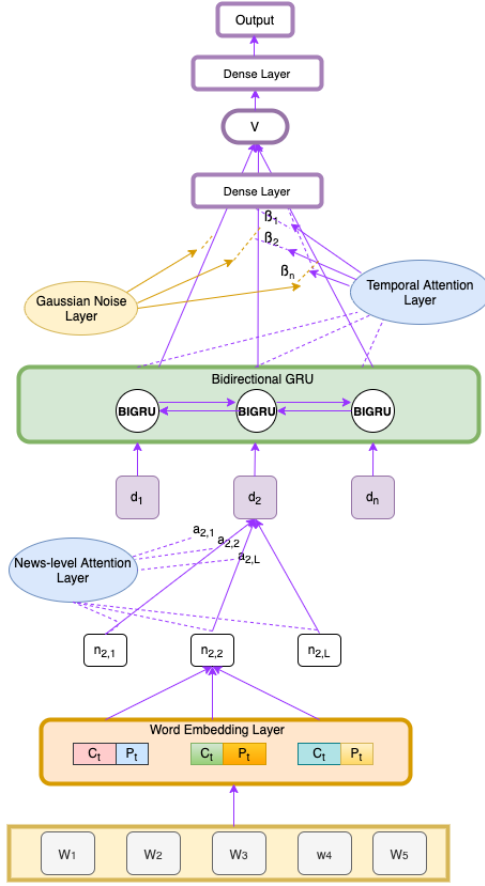 Output
Dense Layer
V
Dense Layer
β1
β2
βn
Gaussian Noise
Layer
Temporal Attention
Layer
Bidirectional GRU
BIGRU BIGRU BIGRU
d1 d2 dn
a2,1
a2,2
a2,L
News-level Attention
Layer
n2,1 n2,2 n2,L
Word Embedding Layer
Ct Pt Ct Pt Ct Pt
W1 W2 W3 w4 W5